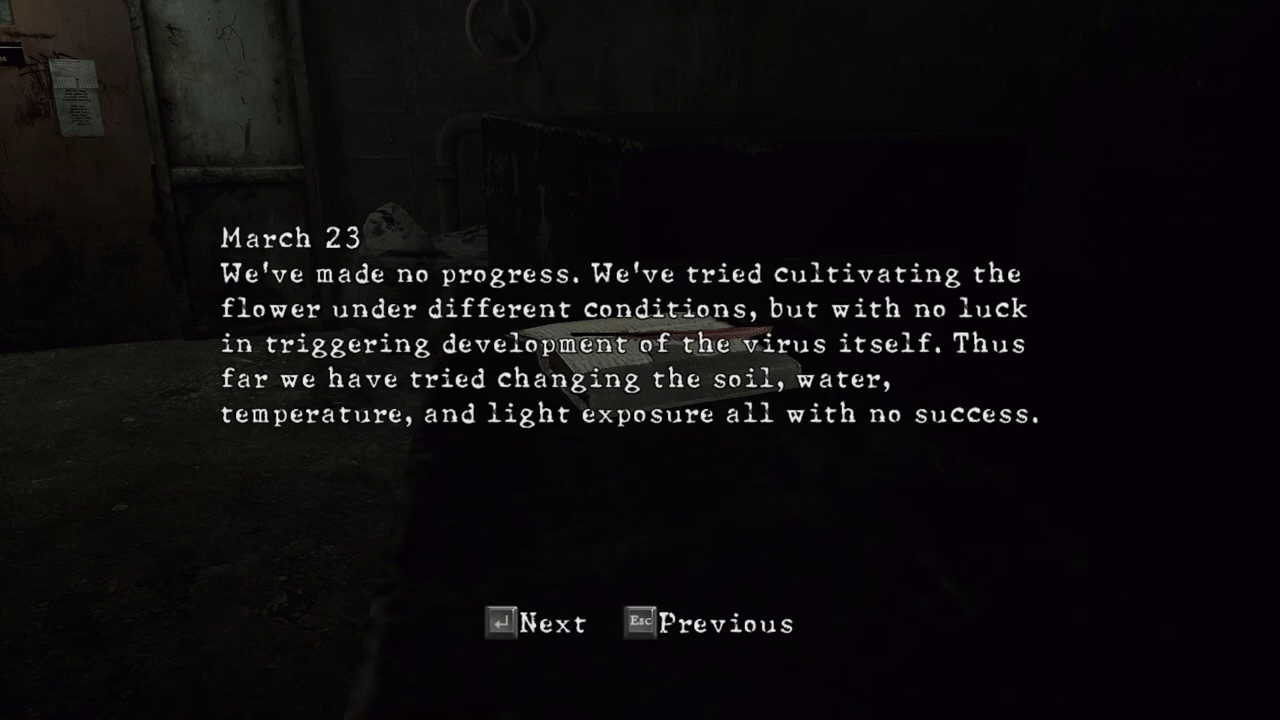 March 23
We've made no progress. We've tried cultivating the
flower under different conditions, but with no luck
in triggering development of the virus itself. Thus
far we have tried changing the soil, water,
temperature, and light exposure all with no success.
Next Esc Previous